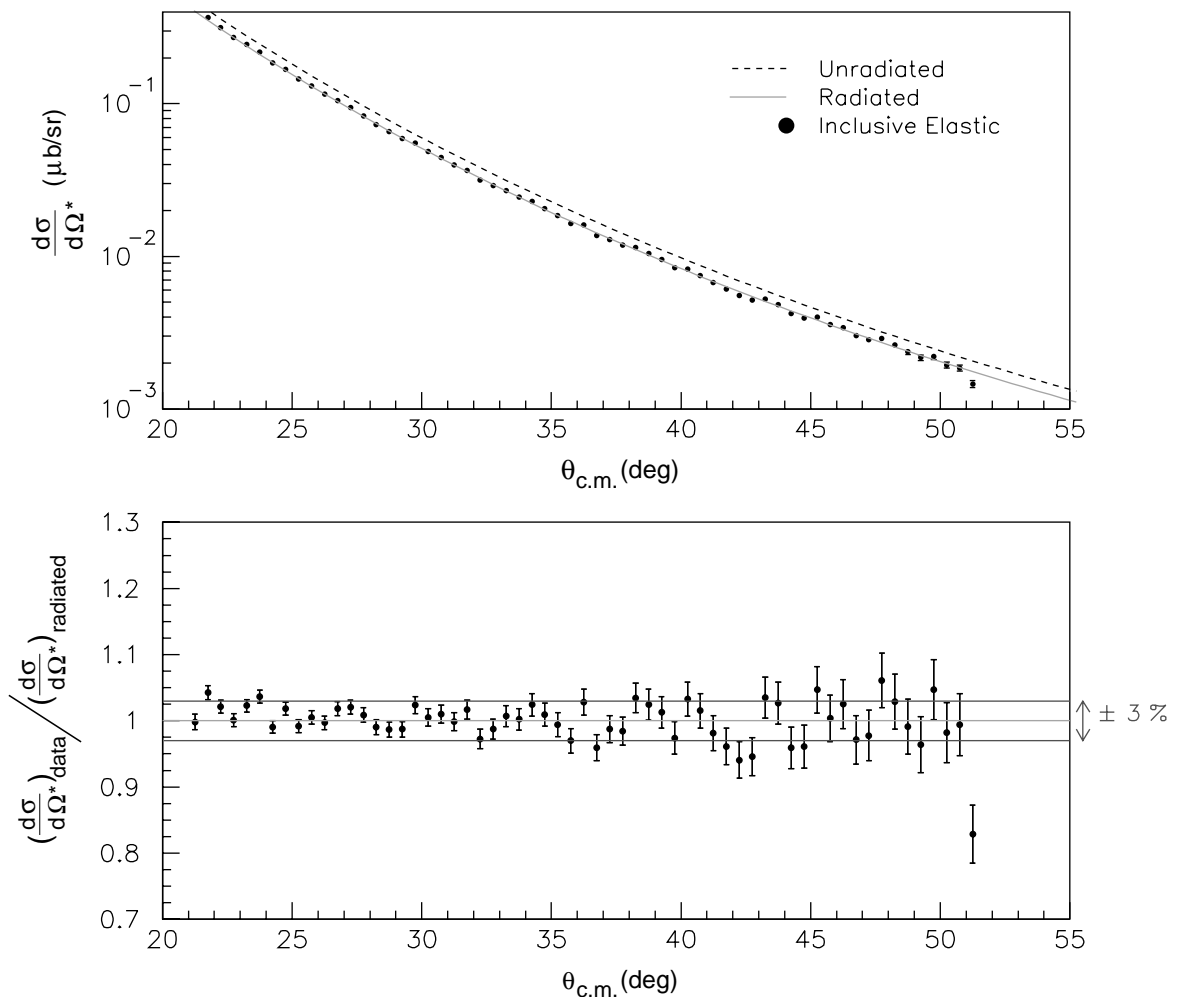 Unradiated
Radiated
Inclusive Elastic
dσ
dΩ* (μb/sr)
10-1
10-2
10-3
20 25 30 35 40 45 50 55
θc.m. (deg)
(dσ/dΩ*)data/(dσ/dΩ*)radiated
1.3
1.2
1.1
1
0.9
0.8
0.7
± 3 %
20 25 30 35 40 45 50 55
θc.m. (deg)